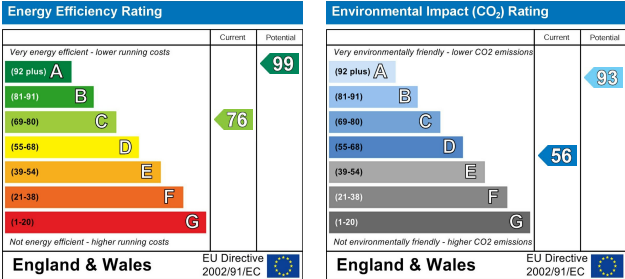 Energy Efficiency Rating
Current Potential
Very energy efficient - lower running costs
(92 plus) A
(81-91) B
(69-80) C
(55-68) D
(39-54) E
(21-38) F
(1-20) G
76
99
Not energy efficient - higher running costs
England & Wales
EU Directive
2002/91/EC
Environmental Impact (CO₂) Rating
Current Potential
Very environmentally friendly - lower CO2 emissions
(92 plus) A
(81-91) B
(69-80) C
(55-68) D
(39-54) E
(21-38) F
(1-20) G
56
93
Not environmentally friendly - higher CO2 emissions
England & Wales
EU Directive
2002/91/EC